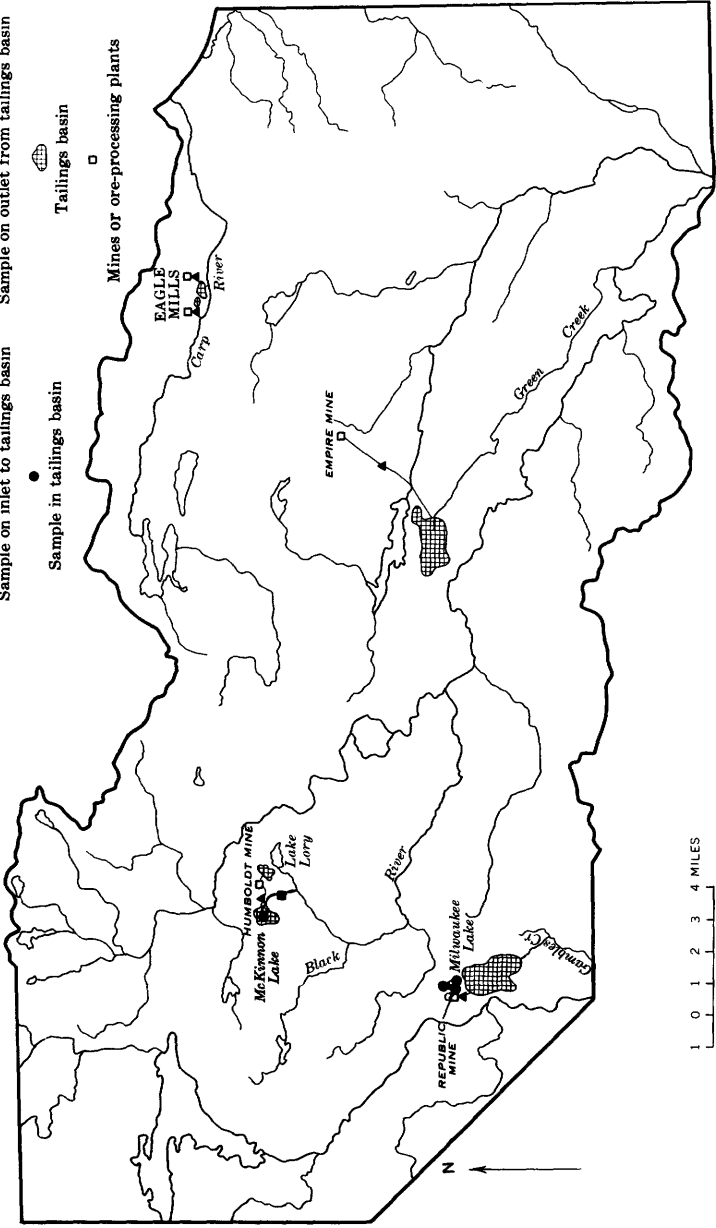 Sample on inlet to tailings basin
Sample on outlet from tailings basin
Sample in tailings basin
Tailings basin
Mines or ore-processing plants
EAGLE
MILLS
Carp
River
EMPIRE MINE
Green
Creek
HUMBOLDT MINE
McKinnon
Lake
Lake
Lory
Black
River
Milwaukee
Lake
Gambles Cr
REPUBLIC
MINE
N
1 0 1 2 3 4 MILES